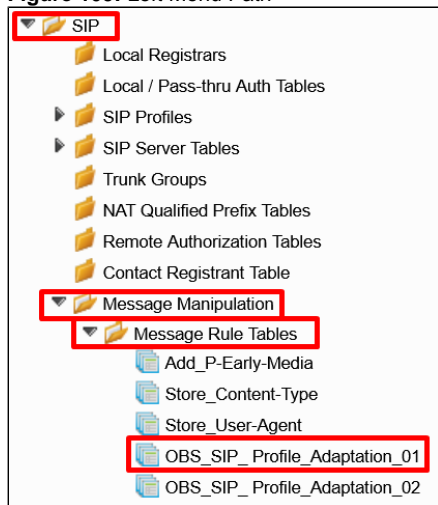 Figure Left Menu Path
SIP
Local Registrars
Local / Pass-thru Auth Tables
SIP Profiles
SIP Server Tables
Trunk Groups
NAT Qualified Prefix Tables
Remote Authorization Tables
Contact Registrant Table
Message Manipulation
Message Rule Tables
Add_P-Early-Media
Store_Content-Type
Store_User-Agent
OBS_SIP_ Profile_Adaptation_01
OBS_SIP_ Profile_Adaptation_02